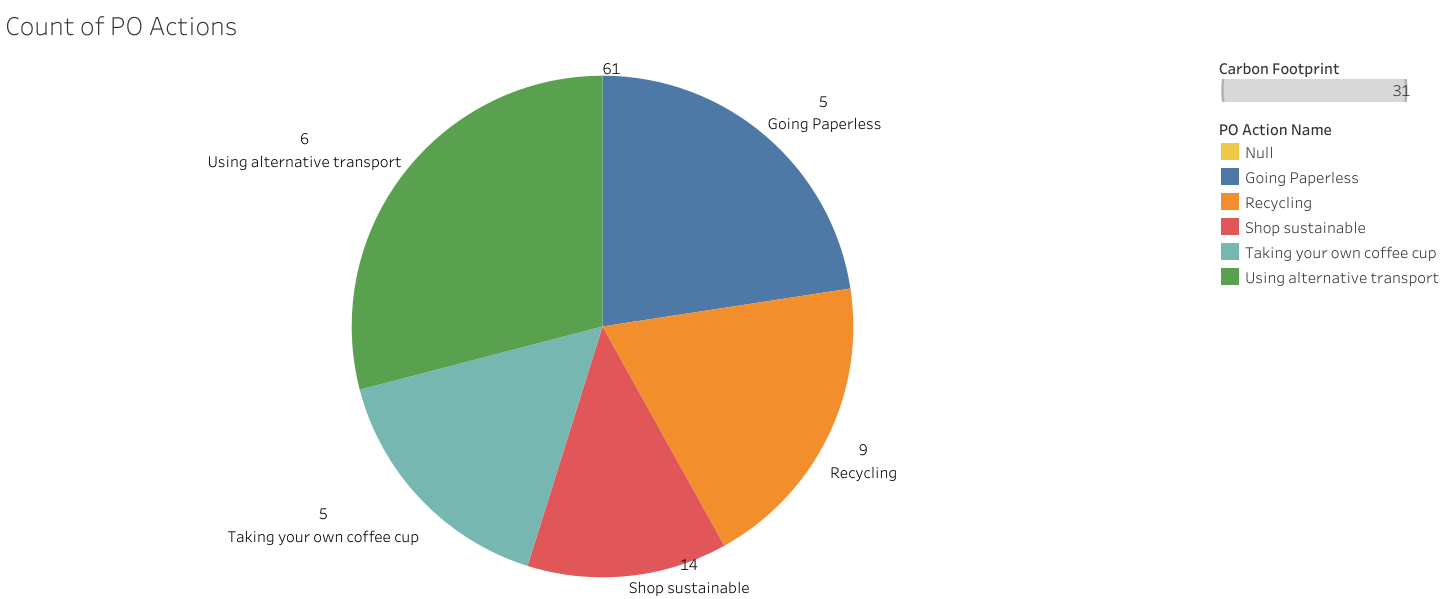 Count of PO Actions
61
5
Going Paperless
6
Using alternative transport
9
Recycling
5
Taking your own coffee cup
14
Shop sustainable
Carbon Footprint
31
PO Action Name
Null
Going Paperless
Recycling
Shop sustainable
Taking your own coffee cup
Using alternative transport